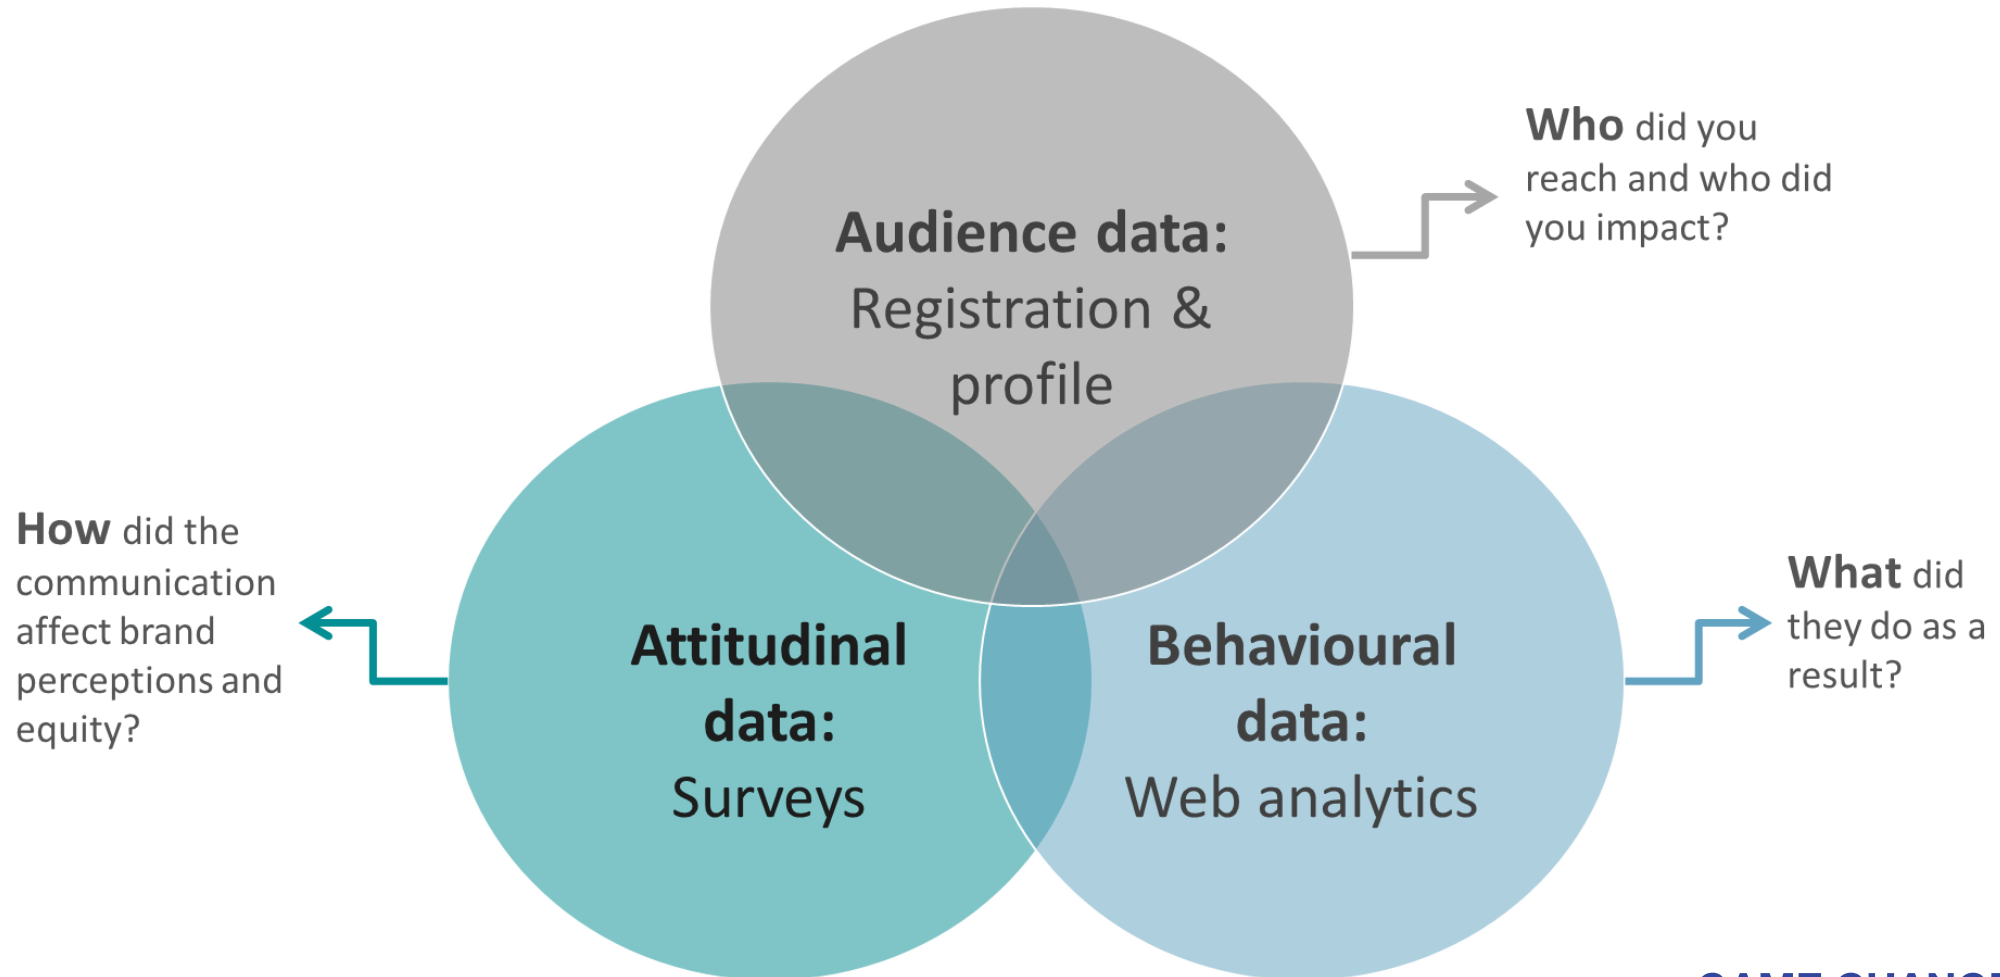 Who did you
reach and who did
you impact?
Audience data:
Registration &
profile
How did the
communication
affect brand
perceptions and
equity?
Attitudinal
data:
Surveys
Behavioural
data:
Web analytics
What did
they do as a
result?